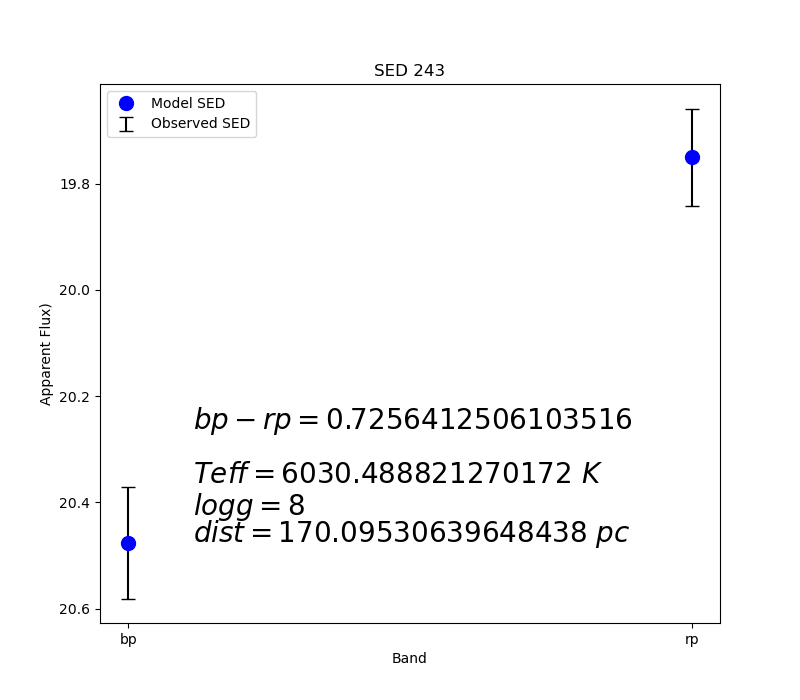 SED 243
Model SED
Observed SED
19.8
20.0
20.2
20.4
20.6
Apparent Flux)
bp − rp = 0.7256412506103516
Teff = 6030.488821270172 K
logg = 8
dist = 170.09530639648438 pc
bp
rp
Band